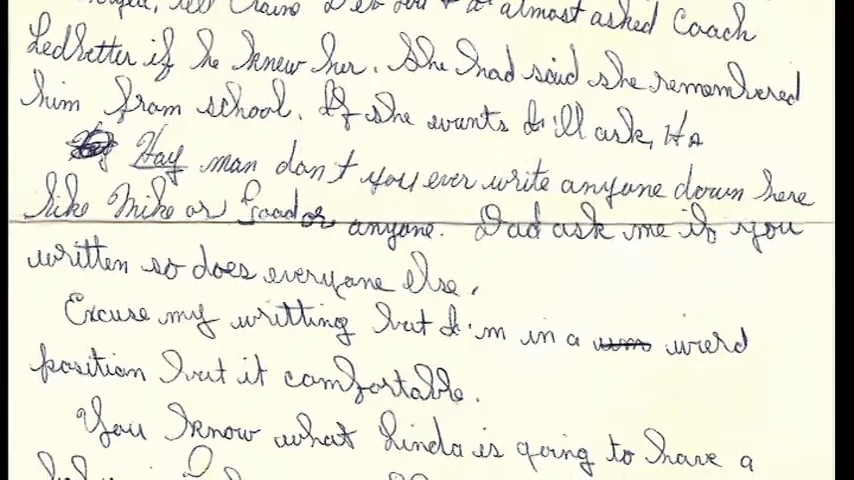 tell Claire almost asked Coach
Ledbetter if he knew her. She had said she remembered
him from school. If she wants I'll ask, HA
Hay man don't you ever write anyone down here
like Mike or or anyone. Dad ask me if you
written so does everyone else.
Excuse my writting but I'm in a wierd
position but it comfortable.
You know what Linda is going to have a